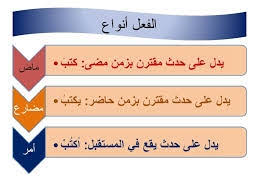 الفعل أنواع
ماض
يدل على حدث مقترن بزمن مضى: كتبَ
مضارع
يدل على حدث مقترن بزمن حاضر: يكتبُ
أمر
يدل على حدث يقع في المستقبل: اكتُبْ